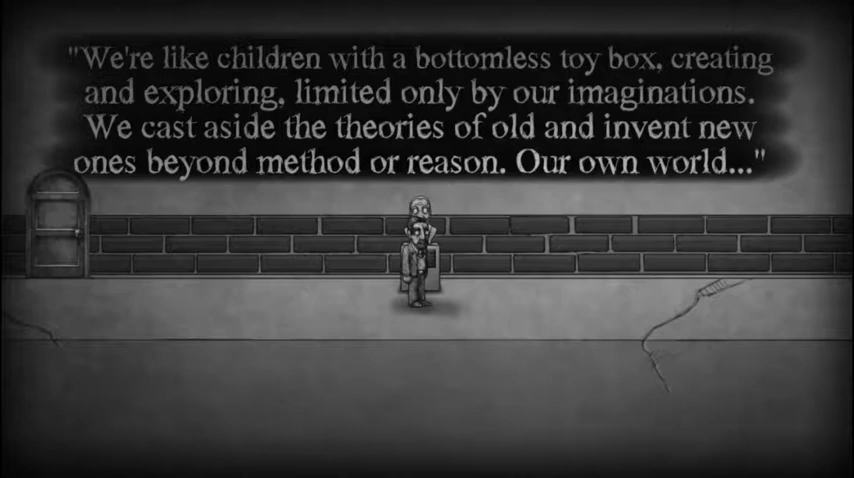 "We're like children with a bottomless toy box, creating
and exploring, limited only by our imaginations.
We cast aside the theories of old and invent new
ones beyond method or reason. Our own world..."